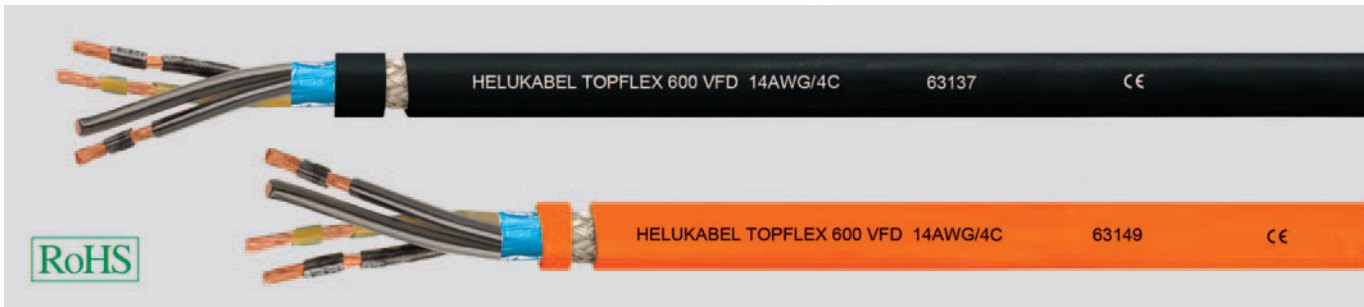 HELUKABEL TOPFLEX 600 VFD 14AWG/4C 63137 CE
HELUKABEL TOPFLEX 600 VFD 14AWG/4C 63149 CE
RoHS